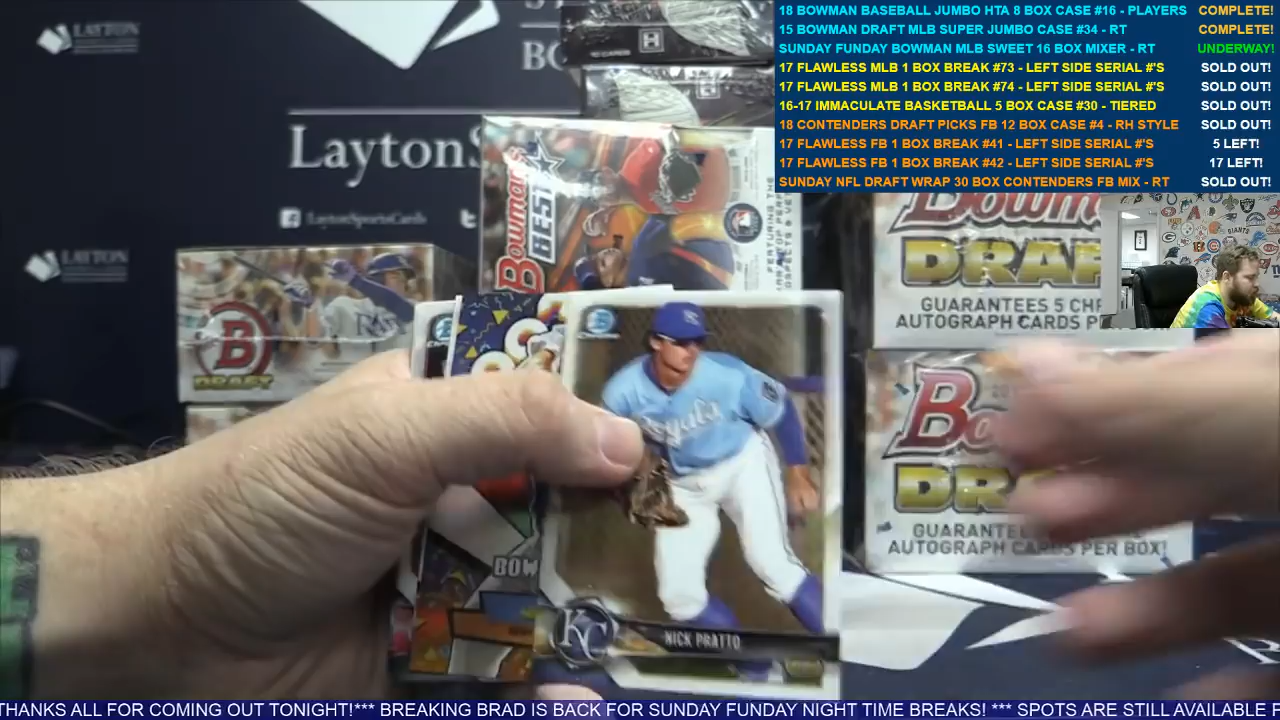 18 BOWMAN BASEBALL JUMBO HTA 8 BOX CASE #16 - PLAYERS COMPLETE!
15 BOWMAN DRAFT MLB SUPER JUMBO CASE #34 - RT COMPLETE!
SUNDAY FUNDAY BOWMAN MLB SWEET 16 BOX MIXER - RT UNDERWAY!
17 FLAWLESS MLB 1 BOX BREAK #73 - LEFT SIDE SERIAL #'S SOLD OUT!
17 FLAWLESS MLB 1 BOX BREAK #74 - LEFT SIDE SERIAL #'S SOLD OUT!
16-17 IMMACULATE BASKETBALL 5 BOX CASE #30 - TIERED SOLD OUT!
18 CONTENDERS DRAFT PICKS FB 12 BOX CASE #4 - RH STYLE SOLD OUT!
17 FLAWLESS FB 1 BOX BREAK #41 - LEFT SIDE SERIAL #'S 5 LEFT!
17 FLAWLESS FB 1 BOX BREAK #42 - LEFT SIDE SERIAL #'S 17 LEFT!
SUNDAY NFL DRAFT WRAP 30 BOX CONTENDERS FB MIX - RT SOLD OUT!
LAYTON
LaytonS
LaytonSportsCards
LAYTON
Bowman's
BEST
FEATURING THE
B
DRAFT
RAYS
Bowm
DRAF
GUARANTEES 5 CHR
AUTOGRAPH CARDS P
B
DR
GUARANTEE
AUTOGRAPH CARDS PER BOX!
GIANTS
Royals
BOW
KC
NICK PRATTO
THANKS ALL FOR COMING OUT TONIGHT!*** BREAKING BRAD IS BACK FOR SUNDAY FUNDAY NIGHT TIME BREAKS! *** SPOTS ARE STILL AVAILABLE F